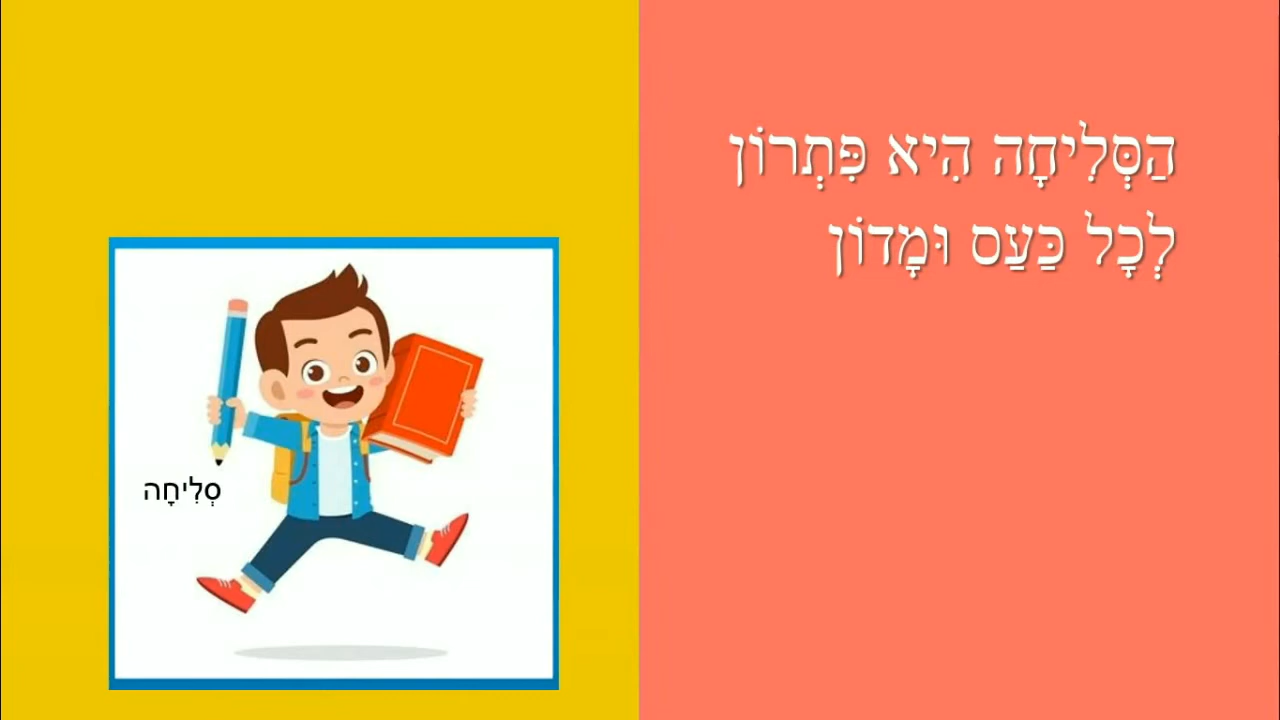 הַסְּלִיחָה הִיא פִּתְרוֹן
לְכָל כַּעַס וּמָדוֹן
סְלִיחָה